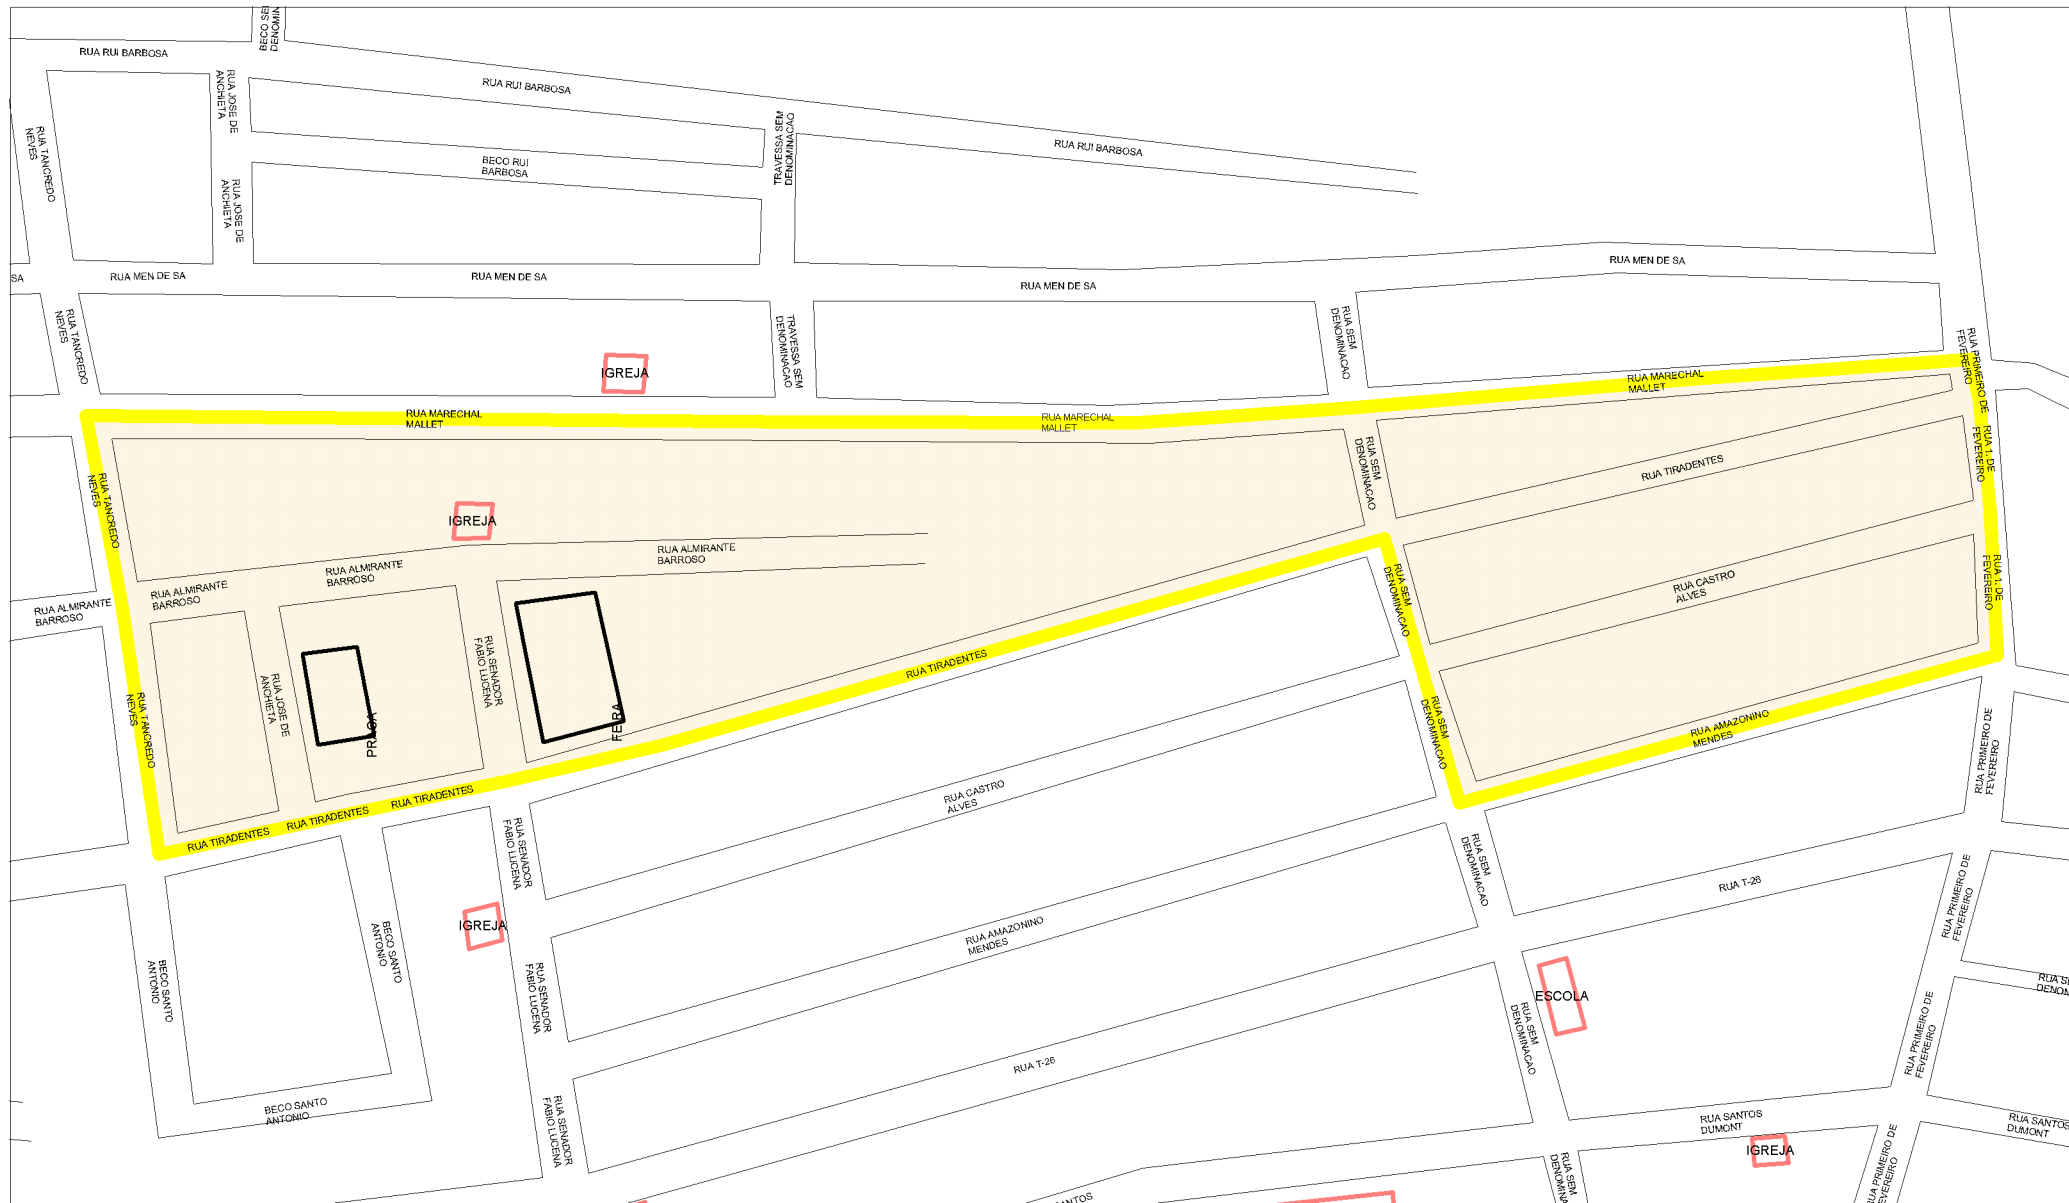 BECO SE
DENOMIN
RUA RUI BARBOSA
RUA JOSE DE
ANCHIETA
RUA RUI BARBOSA
TRAVESSA SEM
DENOMINACAO
RUA RUI BARBOSA
RUA TANCREDO
NEVES
BECO RUI
BARBOSA
RUA JOSE DE
ANCHIETA
SA
RUA MEN DE SA
RUA MEN DE SA
RUA MEN DE SA
RUA MEN DE SA
RUA TANCREDO
NEVES
TRAVESSA SEM
DENOMINACAO
RUA SEM
DENOMINACAO
RUA PRIMEIRO DE
FEVEREIRO
IGREJA
RUA MARECHAL
MALLET
RUA MARECHAL
MALLET
RUA MARECHAL
MALLET
RUA TANCREDO
NEVES
IGREJA
RUA SEM
DENOMINACAO
RUA TIRADENTES
RUA 1. DE
FEVEREIRO
RUA ALMIRANTE
BARROSO
RUA ALMIRANTE
BARROSO
RUA ALMIRANTE
BARROSO
RUA ALMIRANTE
BARROSO
RUA SEM
DENOMINACAO
RUA CASTRO
ALVES
RUA 1. DE
FEVEREIRO
RUA TANCREDO
NEVES
RUA JOSE DE
ANCHIETA
PRACA
RUA SENADOR
FABIO LUCENA
FEIRA
RUA TIRADENTES
RUA SEM
DENOMINACAO
RUA AMAZONINO
MENDES
RUA PRIMEIRO DE
FEVEREIRO
RUA TIRADENTES
RUA TIRADENTES
RUA TIRADENTES
RUA CASTRO
ALVES
RUA SENADOR
FABIO LUCENA
RUA SEM
DENOMINACAO
RUA T-26
RUA PRIMEIRO DE
FEVEREIRO
IGREJA
BECO SANTO
ANTONIO
BECO SANTO
ANTONIO
RUA AMAZONINO
MENDES
RUA SENADOR
FABIO LUCENA
ESCOLA
RUA SEM
DENOMINACAO
RUA S
DENOM
RUA PRIMEIRO DE
FEVEREIRO
RUA T-26
BECO SANTO
ANTONIO
RUA SENADOR
FABIO LUCENA
RUA SANTOS
DUMONT
RUA SANTOS
DUMONT
IGREJA
RUA SEM
DENOMINA
RUA PRIMEIRO DE
FEVEREIRO
ANTOS